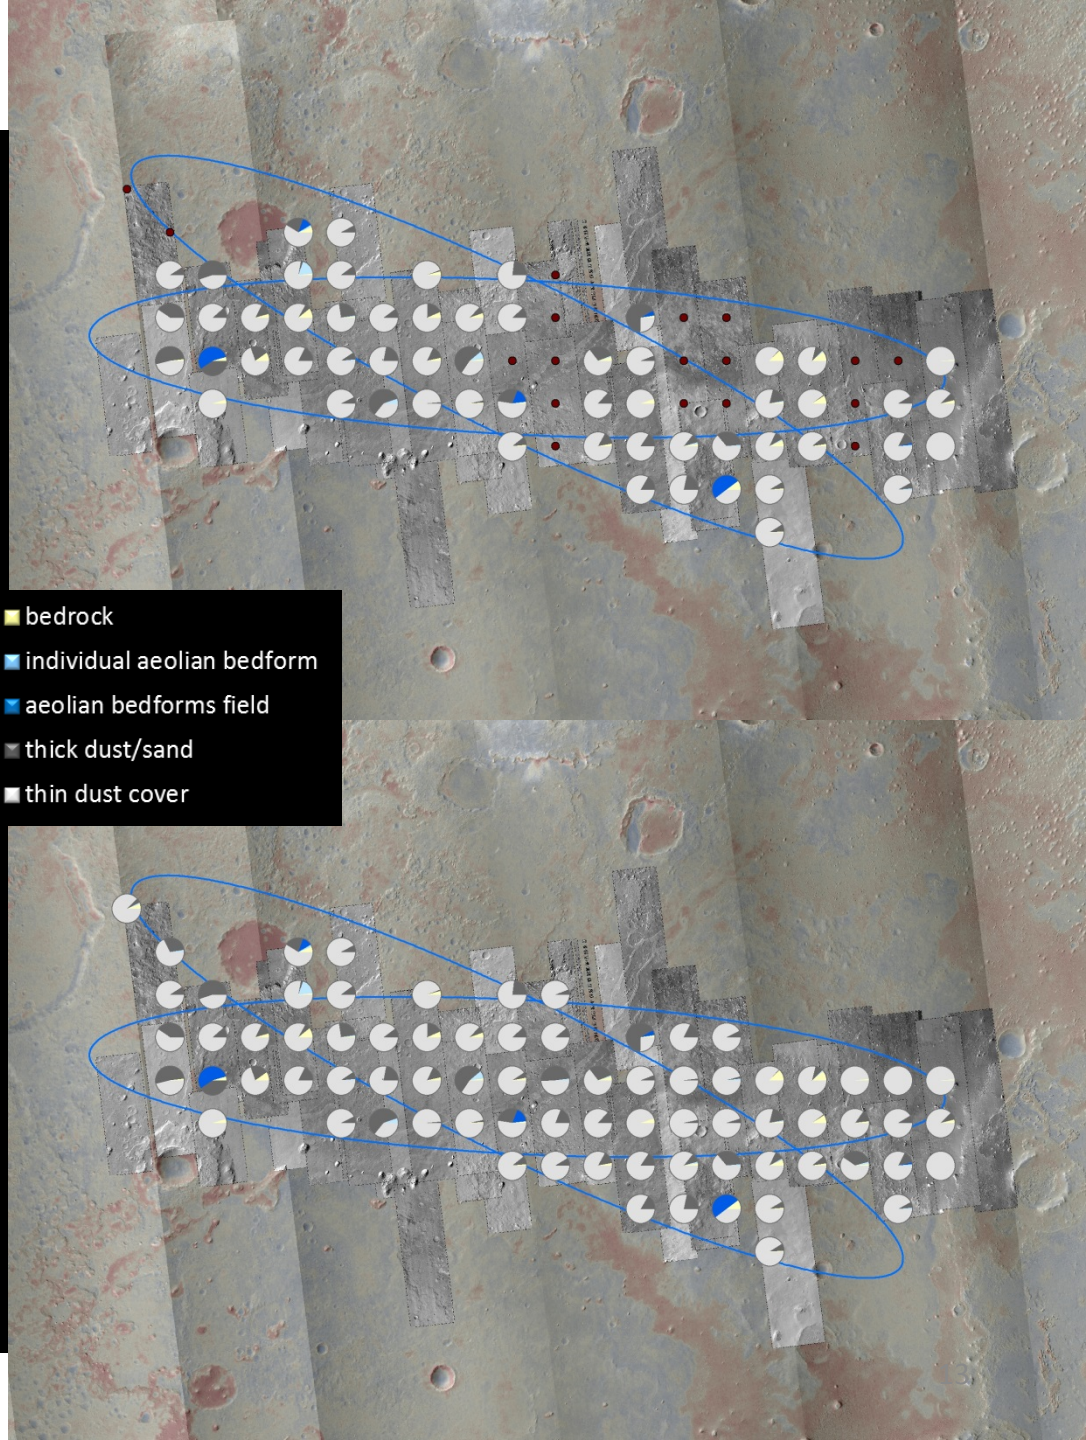 bedrock
individual aeolian bedform
aeolian bedforms field
thick dust/sand
thin dust cover